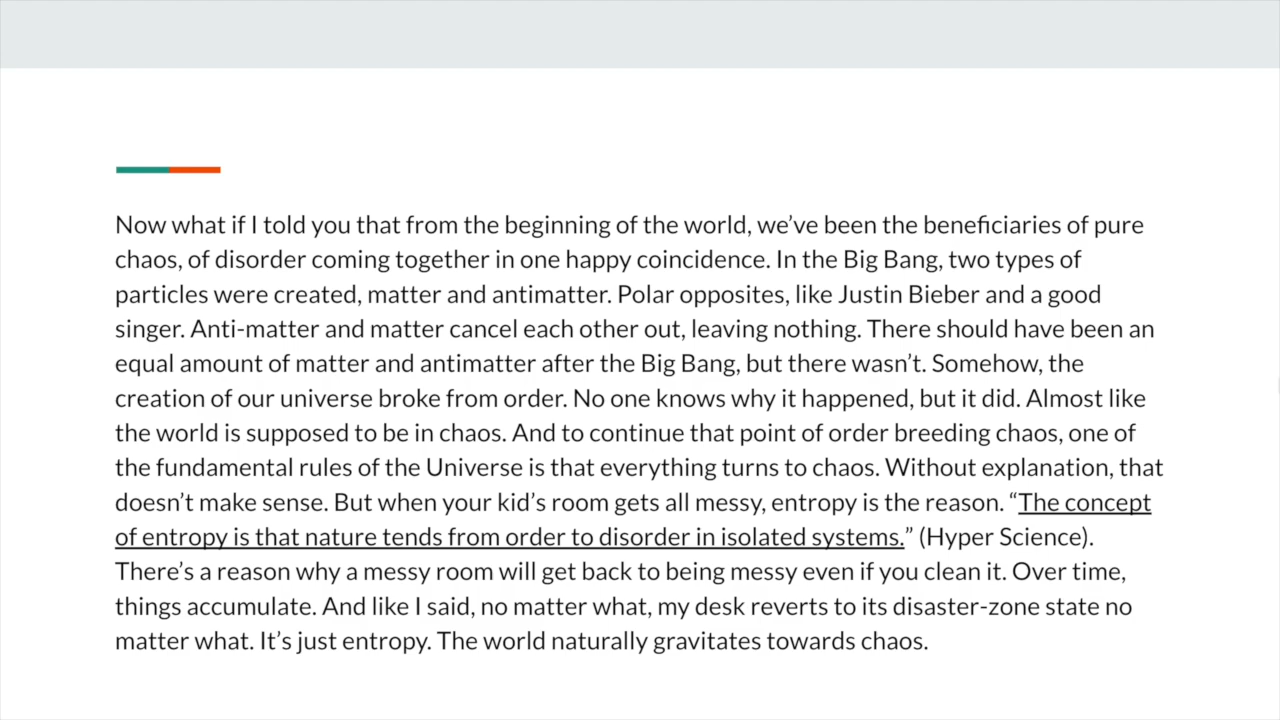 Now what if I told you that from the beginning of the world, we’ve been the beneficiaries of pure
chaos, of disorder coming together in one happy coincidence. In the Big Bang, two types of
particles were created, matter and antimatter. Polar opposites, like Justin Bieber and a good
singer. Anti-matter and matter cancel each other out, leaving nothing. There should have been an
equal amount of matter and antimatter after the Big Bang, but there wasn’t. Somehow, the
creation of our universe broke from order. No one knows why it happened, but it did. Almost like
the world is supposed to be in chaos. And to continue that point of order breeding chaos, one of
the fundamental rules of the Universe is that everything turns to chaos. Without explanation, that
doesn’t make sense. But when your kid’s room gets all messy, entropy is the reason. “The concept
of entropy is that nature tends from order to disorder in isolated systems.” (Hyper Science).
There’s a reason why a messy room will get back to being messy even if you clean it. Over time,
things accumulate. And like I said, no matter what, my desk reverts to its disaster-zone state no
matter what. It’s just entropy. The world naturally gravitates towards chaos.